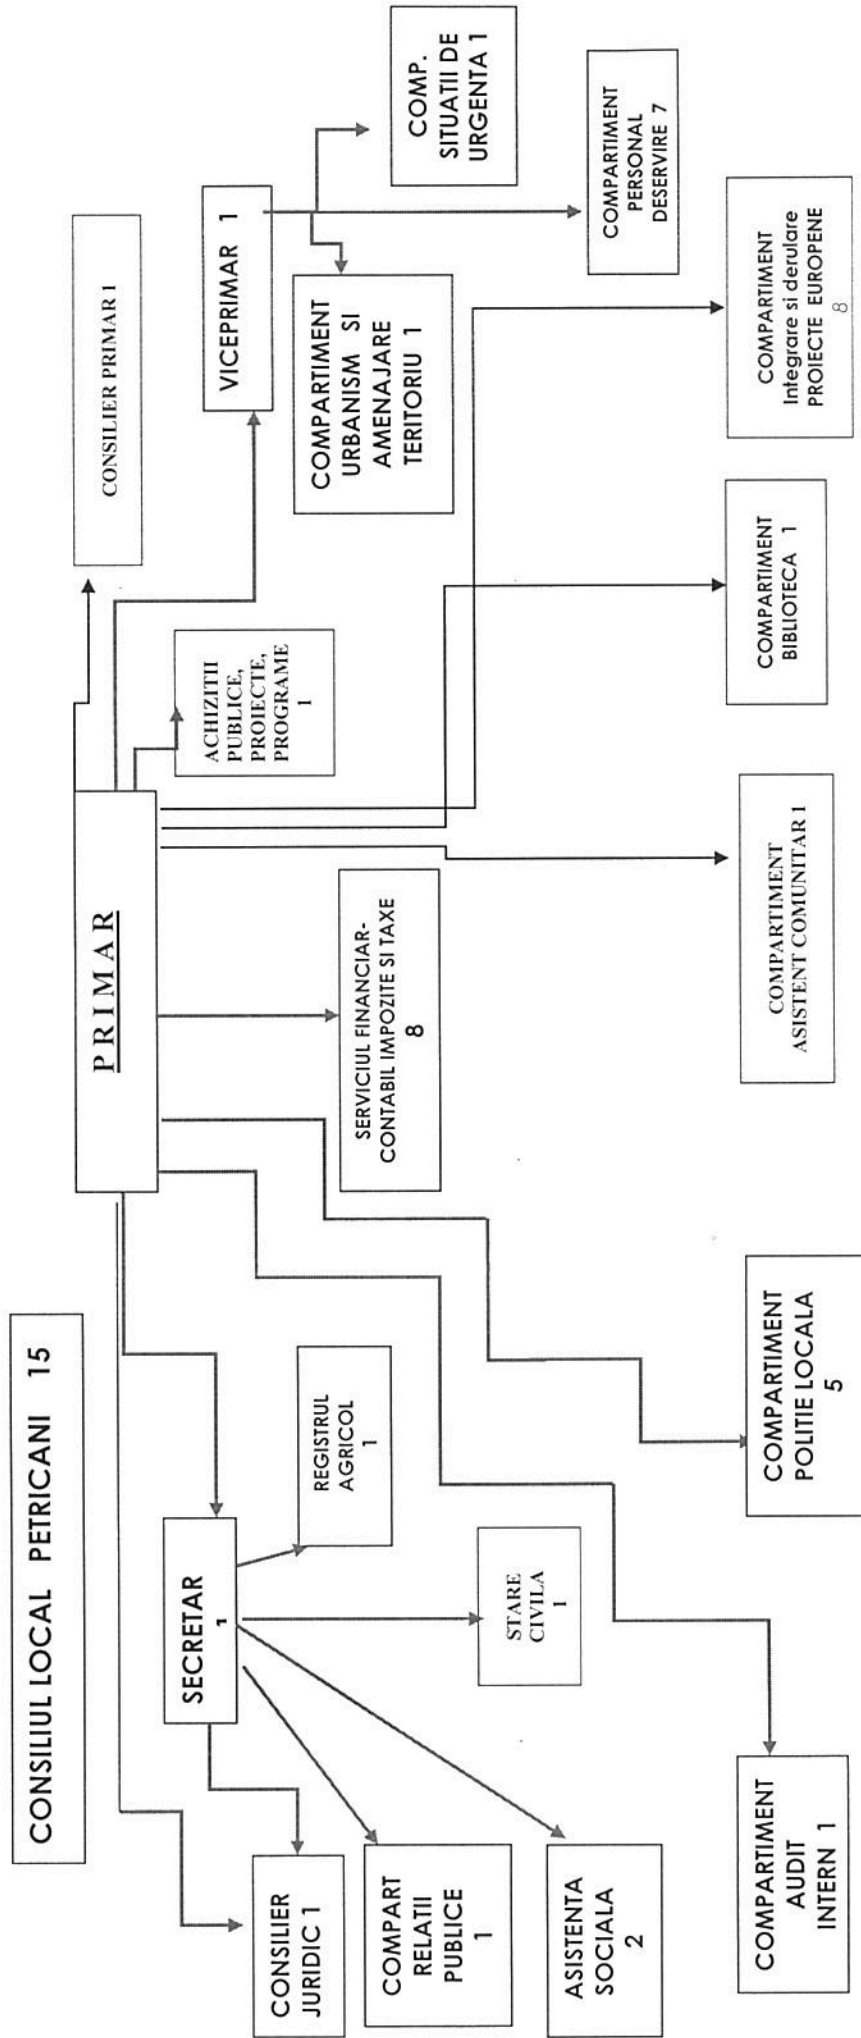 CONSILIUL LOCAL PETRICANI 15
PRIMAR
CONSILIER PRIMAR 1
ACHIZITII
PUBLICE,
PROIECTE,
PROGRAME
1
VICEPRIMAR 1
SECRETAR
1
CONSILIER
JURIDIC 1
REGISTRUL
AGRICOL
1
SERVICIUL FINANCIAR-
CONTABIL IMPOZITE SI TAXE
8
COMPARTIMENT
URBANISM SI
AMENAJARE
TERITORIU 1
COMP.
SITUATII DE
URGENTA 1
COMPART
RELATII
PUBLICE
1
STARE
CIVILA
1
ASISTENTA
SOCIALA
2
COMPARTIMENT
PERSONAL
DESERVIRE 7
COMPARTIMENT
AUDIT
INTERN 1
COMPARTIMENT
POLITIE LOCALA
5
COMPARTIMENT
ASISTENT COMUNITAR 1
COMPARTIMENT
BIBLIOTECA 1
COMPARTIMENT
Integrare si derulare
PROIECTE EUROPENE
8